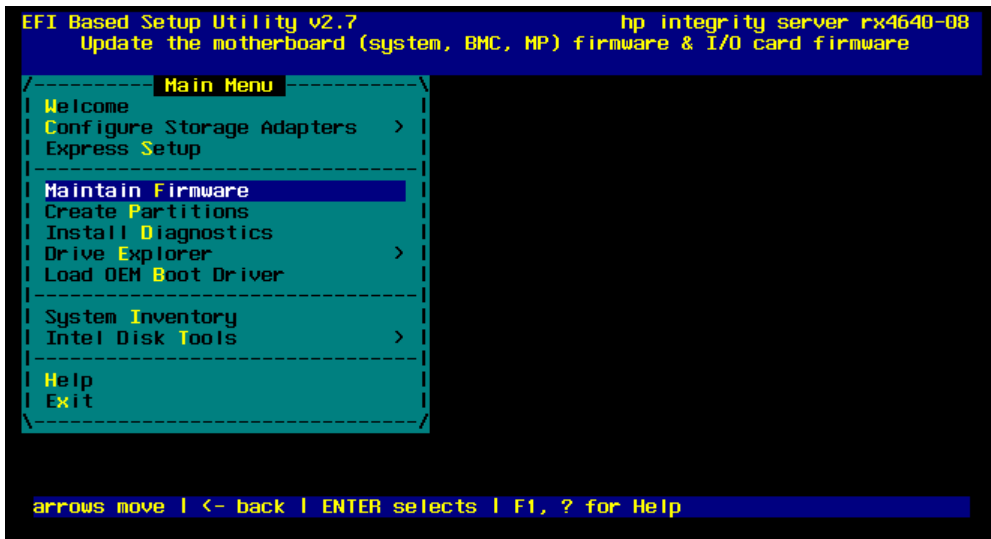 EFI Based Setup Utility v2.7 hp integrity server rx4640-08
Update the motherboard (system, BMC, MP) firmware & I/O card firmware
Main Menu
Welcome
Configure Storage Adapters >
Express Setup
Maintain Firmware
Create Partitions
Install Diagnostics
Drive Explorer >
Load OEM Boot Driver
System Inventory
Intel Disk Tools >
Help
Exit
arrows move | <- back | ENTER selects | F1, ? for Help